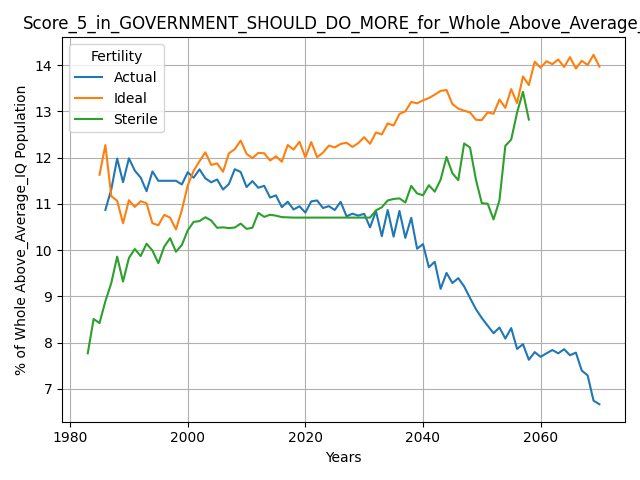 Score_5_in_GOVERNMENT_SHOULD_DO_MORE_for_Whole_Above_Average_
Fertility
Actual
Ideal
Sterile
% of Whole Above_Average_IQ Population
14
13
12
11
10
9
8
7
1980
2000
2020
2040
2060
Years